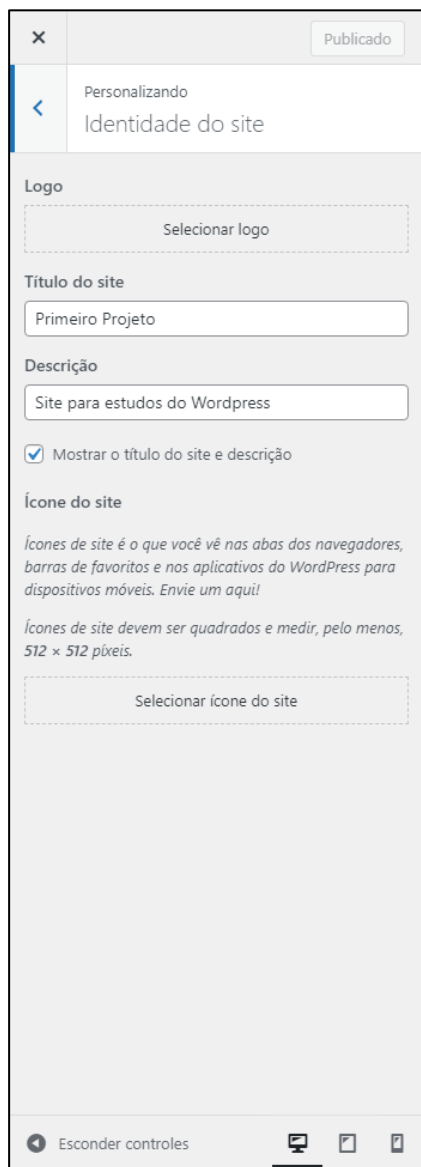 Publicado
Personalizando
Identidade do site
Logo
Selecionar logo
Título do site
Primeiro Projeto
Descrição
Site para estudos do Wordpress
Mostrar o título do site e descrição
Ícone do site
Ícones de site é o que você vê nas abas dos navegadores,
barras de favoritos e nos aplicativos do WordPress para
dispositivos móveis. Envie um aqui!
Ícones de site devem ser quadrados e medir, pelo menos,
512 × 512 píxeis.
Selecionar ícone do site
Esconder controles